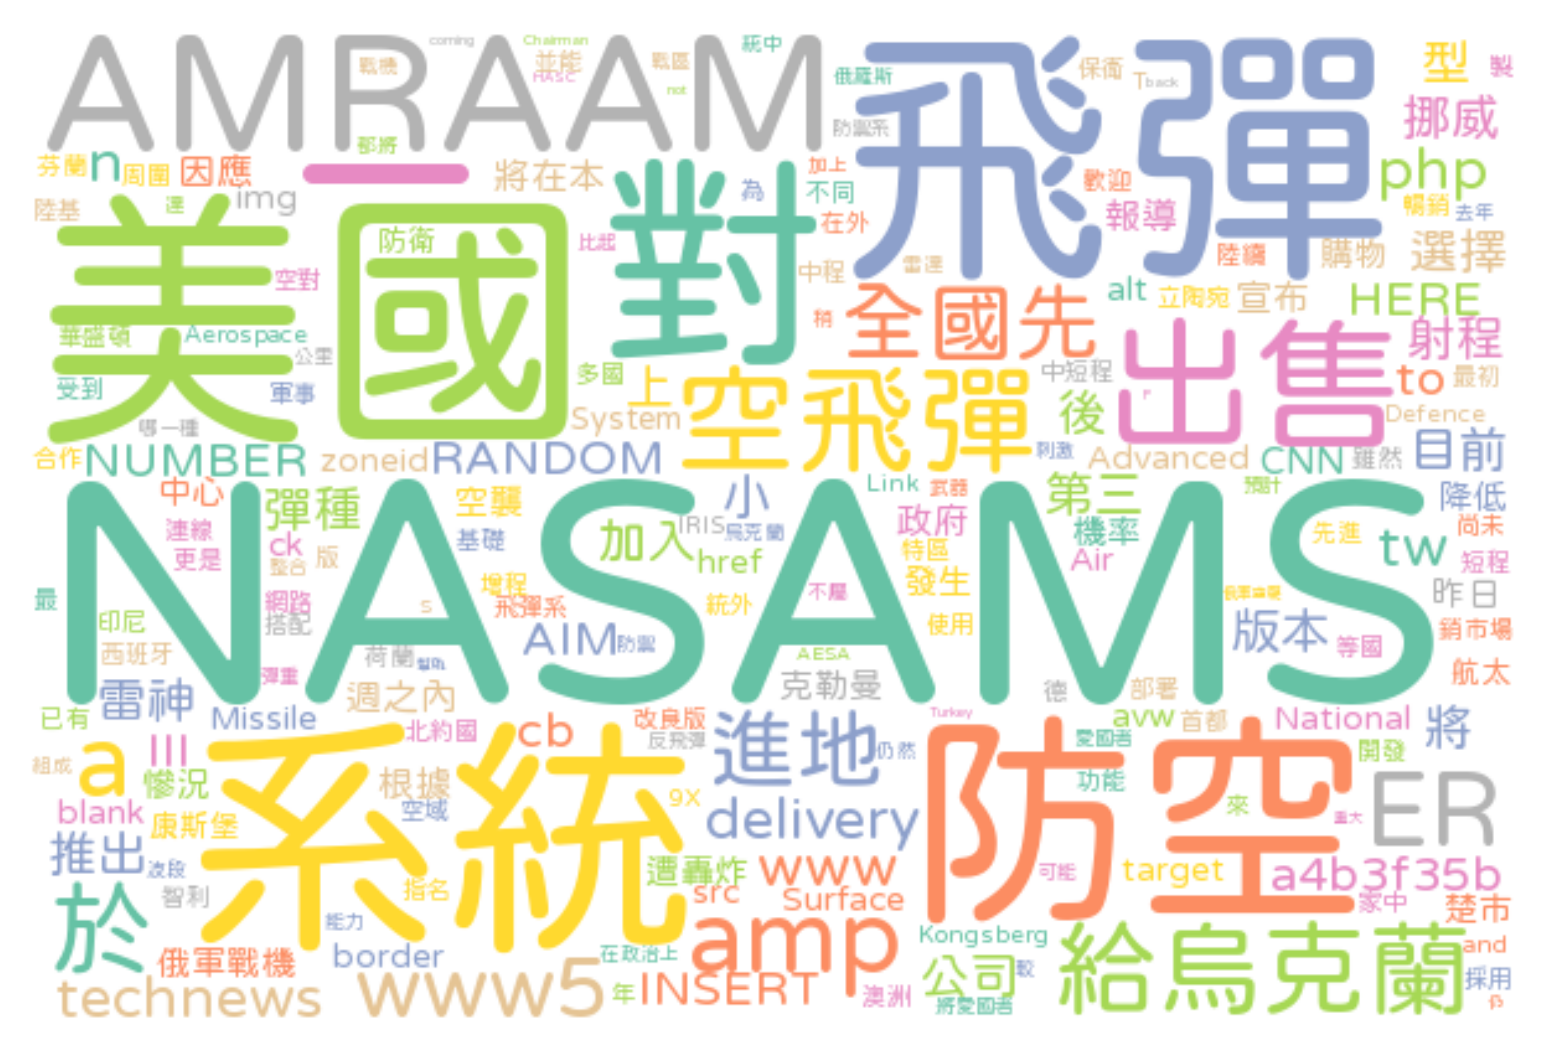 AMRAAM
coming
Chairman
HASC
並能
戰機
戰區
not
統中
俄羅斯
防禦系
飛彈
保衛
T
back
型
製
挪威
芬蘭
n
周圍
因應
一
部將
將在本
img
陸基
達
為
加上
不同
在外
對
比起
歡迎
報導
php
暢銷
去年
陸續
購物
選擇
美國
防衛
空對
中程
雷達
稍
alt
立陶宛
宣布
HERE
華盛頓
Aerospace
公里
全國先
出售
射程
受到
軍事
多國
上
空飛彈
中短程
後
to
最初
哪一種
System
Defence
合作
NUMBER
zoneid
RANDOM
刺激
Advanced
CNN
雖然
目前
中心
彈種
空襲
小
Link
武器
第三
預計
降低
NASAMS
連線
ck
基礎
加入
IRIS
烏克蘭
政府
機率
先進
tw
尚未
更是
整合
版
href
特區
Air
短程
最
增程
發生
網路
s
飛彈系
統外
不屬
昨日
印尼
搭配
AIM
防禦
使用
版本
等國
銷市場
西班牙
荷蘭
AESA
彈重
克勒曼
德
部署
航太
雷神
週之內
已有
Missile
北約國
cb
改良版
進地
Turkey
avw
首都
National
將
組成
a
III
系統
反飛彈
仍然
防空
愛國者
開發
慘況
根據
9X
功能
ER
blank
康斯堡
空域
delivery
來
重大
推出
波段
遭轟炸
www
可能
target
a4b3f35b
於
智利
指名
src
Surface
家中
楚市
能力
amp
Kongsberg
給烏克蘭
and
俄軍戰機
border
在政治上
公司
較
採用
technews
www5
年
INSERT
澳洲
將愛國者